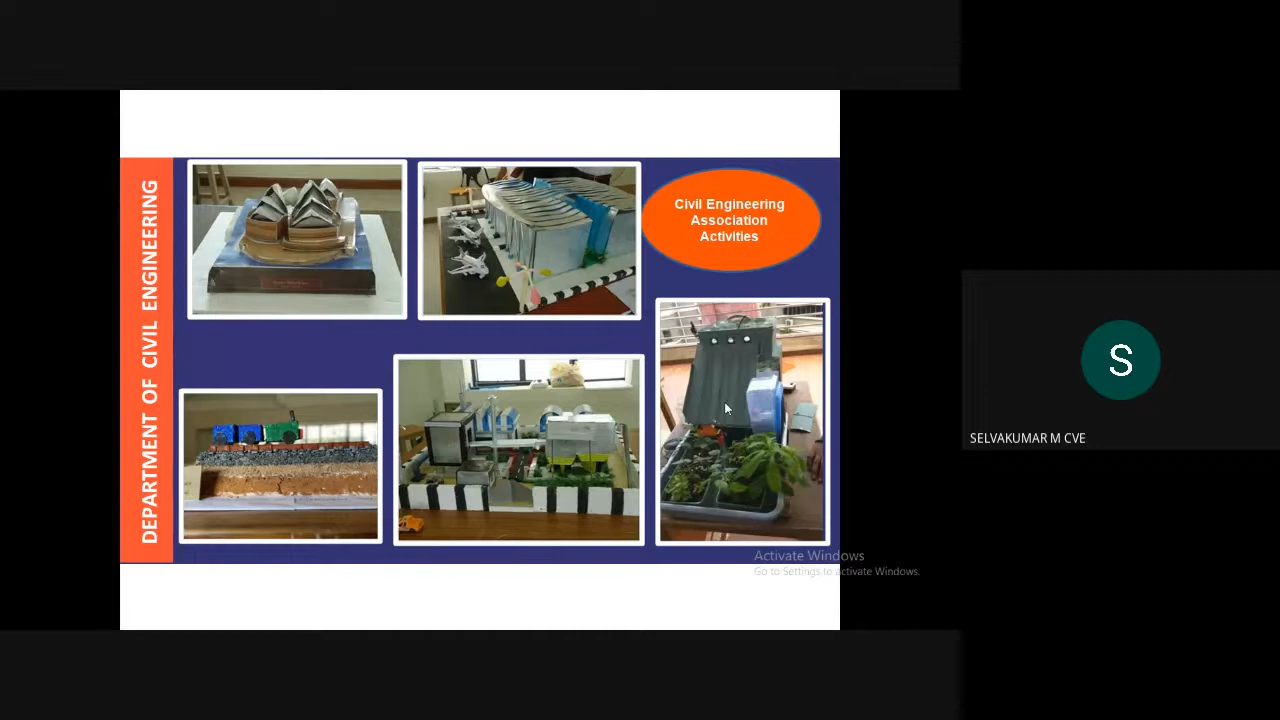 DEPARTMENT OF CIVIL ENGINEERING
Civil Engineering
Association
Activities
S
SELVAKUMAR M CVE
Activate Windows
Go to Settings to activate Windows.